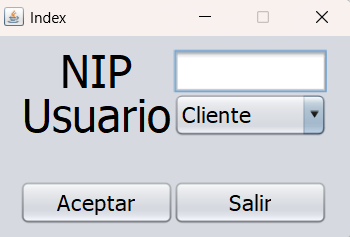 Index
NIP
Usuario
Cliente
Aceptar
Salir